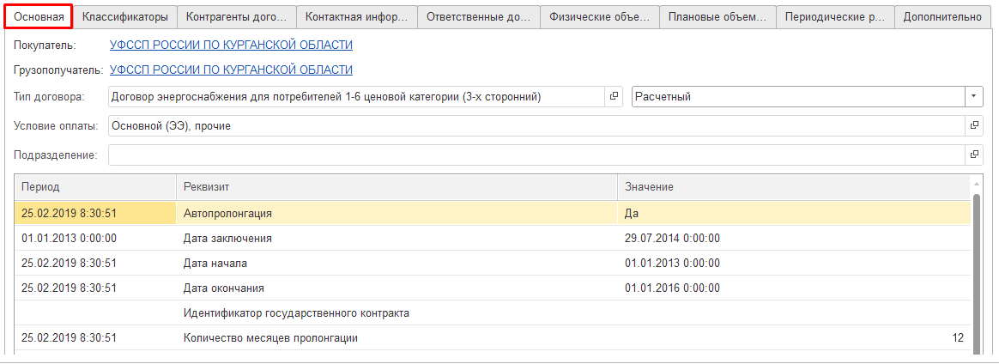 Основная Классификаторы Контрагенты дого... Контактная инфор... Ответственные до... Физические объе... Плановые объем... Периодические р... Дополнительно
Покупатель: УФССП РОССИИ ПО КУРГАНСКОЙ ОБЛАСТИ
Грузополучатель: УФССП РОССИИ ПО КУРГАНСКОЙ ОБЛАСТИ
Тип договора: Договор энергоснабжения для потребителей 1-6 ценовой категории (3-х сторонний) Расчетный
Условие оплаты: Основной (ЭЭ), прочие
Подразделение:
Период Реквизит Значение
25.02.2019 8:30:51 Автопролонгация Да
01.01.2013 0:00:00 Дата заключения 29.07.2014 0:00:00
25.02.2019 8:30:51 Дата начала 01.01.2013 0:00:00
25.02.2019 8:30:51 Дата окончания 01.01.2016 0:00:00
Идентификатор государственного контракта
25.02.2019 8:30:51 Количество месяцев пролонгации 12